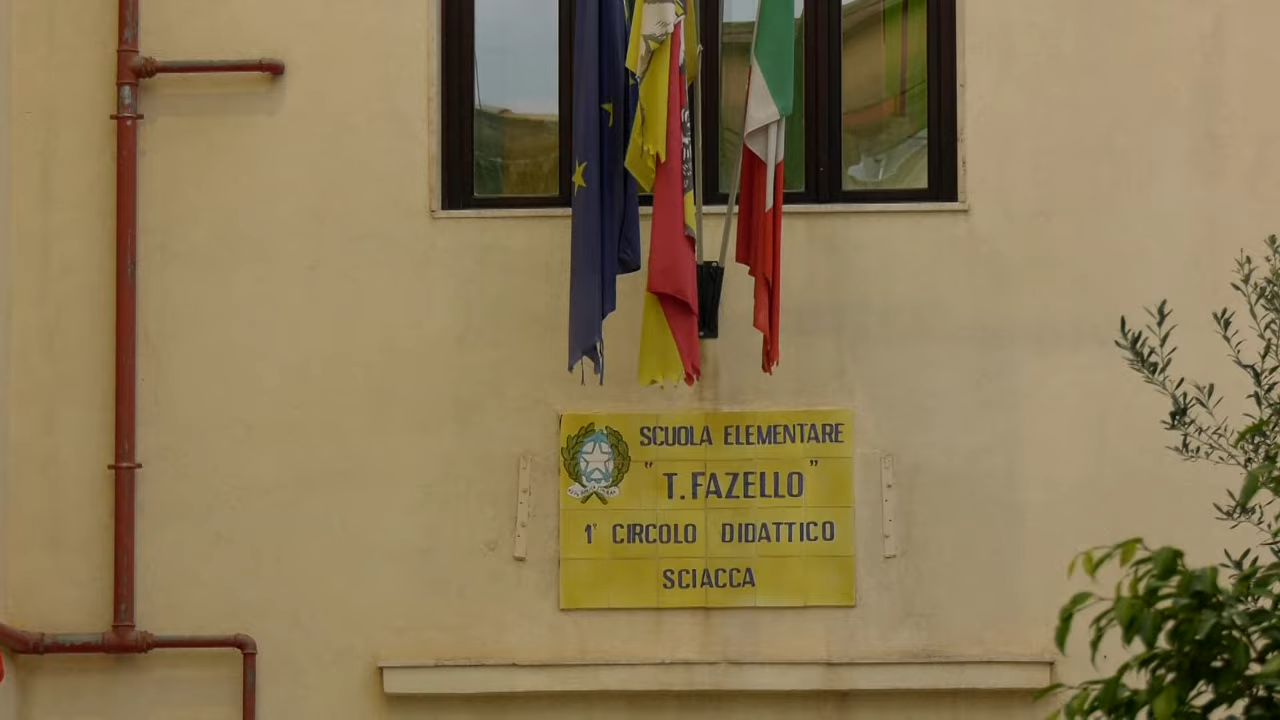 SCUOLA ELEMENTARE
"T.FAZELLO"
1° CIRCOLO DIDATTICO
SCIACCA